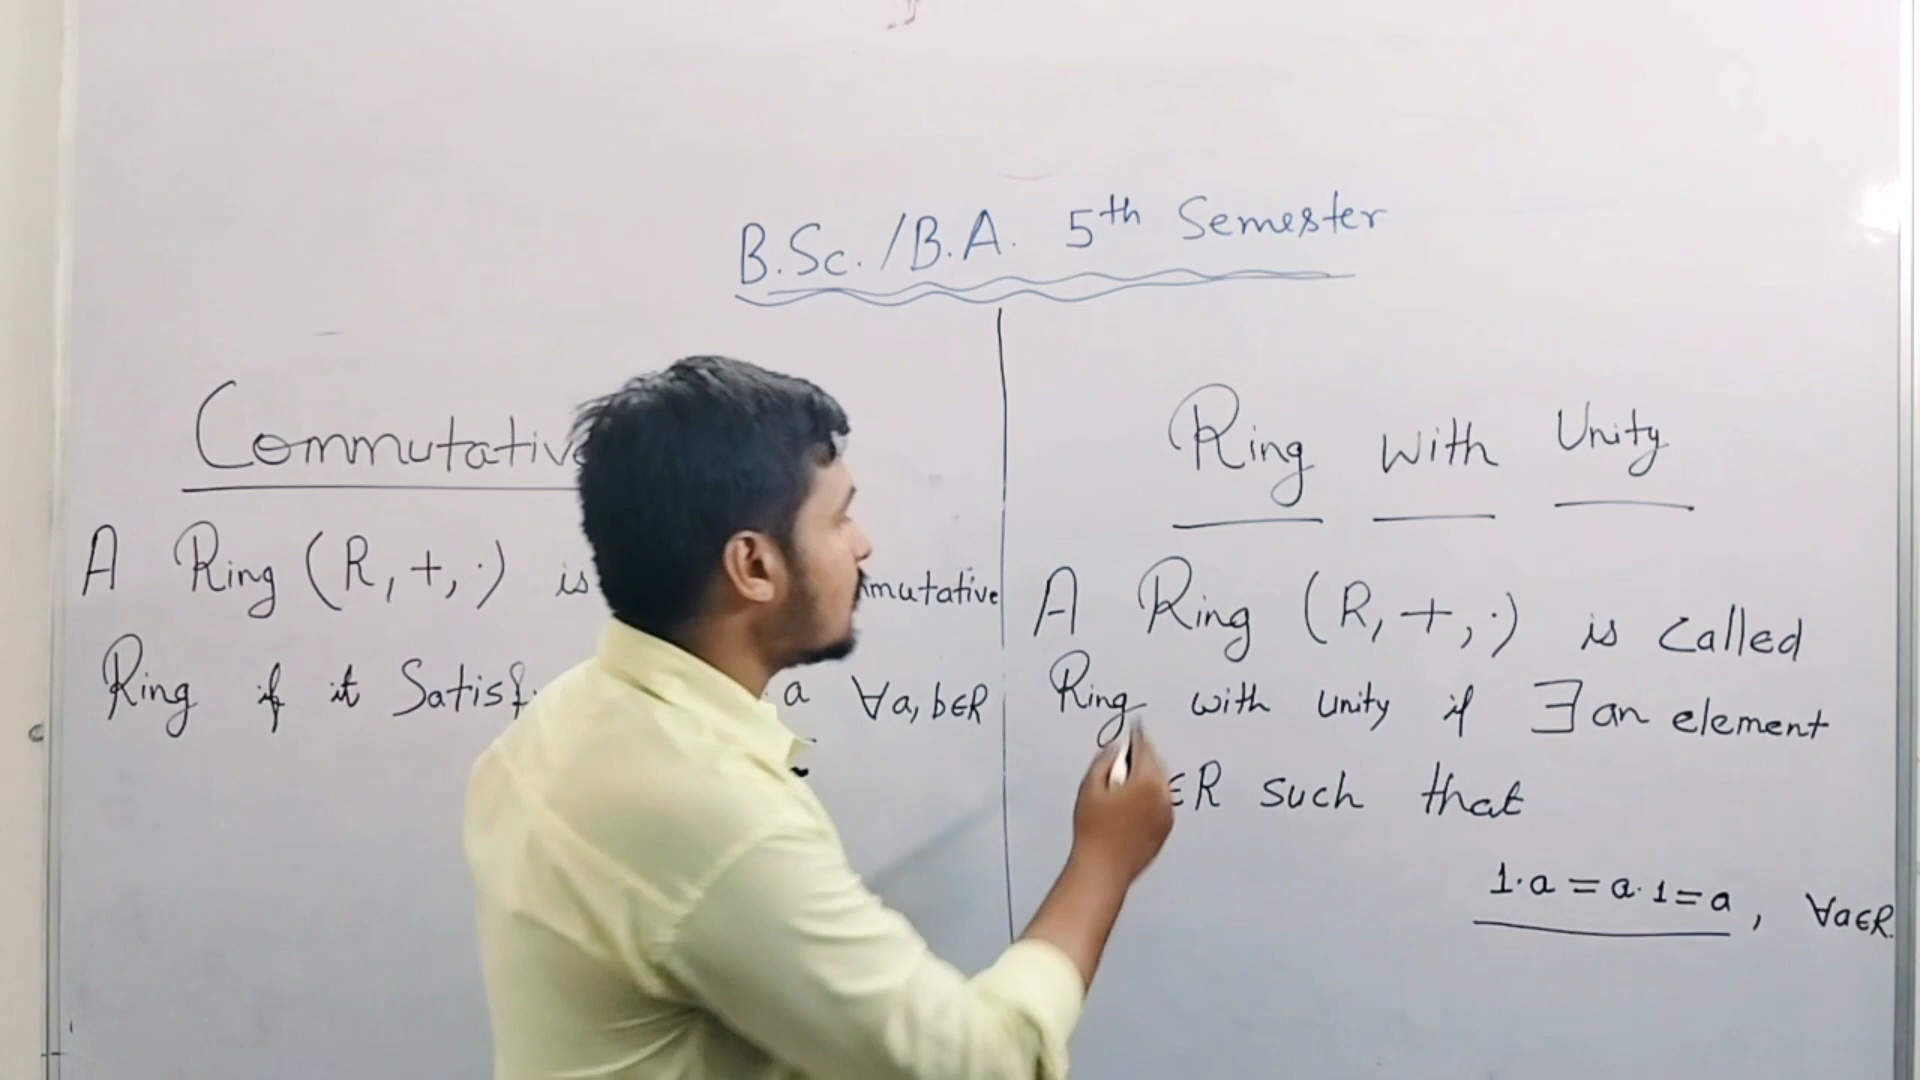 B.Sc./B.A. 5th Semester
Commutative
A Ring (R, +, ·) is mutative
Ring if it Satisf a ∀a, b∈R
Ring with Unity
A Ring (R, +, ·) is called
Ring with unity if ∃ an element
∈R such that
1·a = a·1 = a, ∀a∈R.